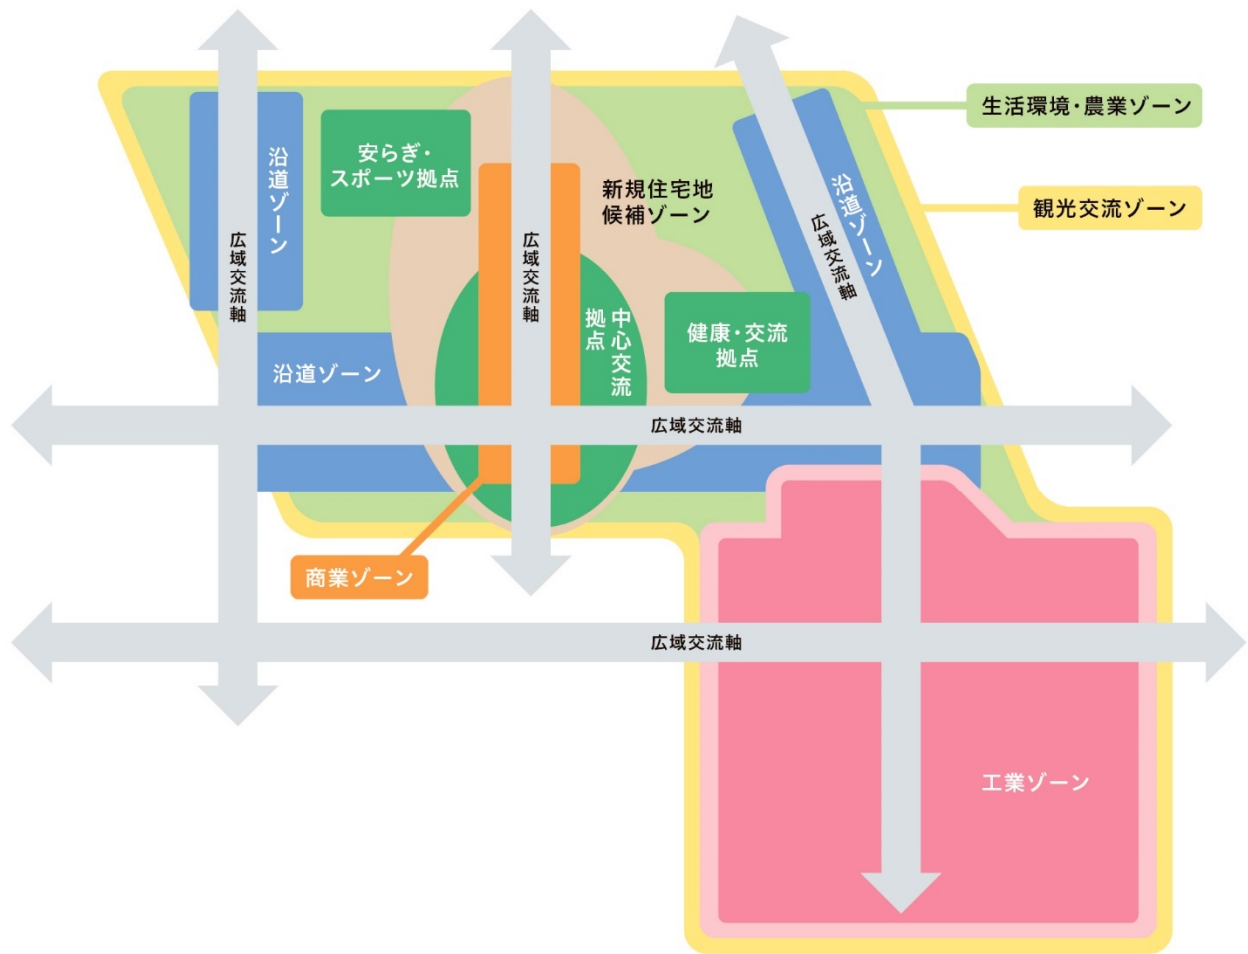 生活環境・農業ゾーン
安らぎ・
スポーツ拠点
沿道ゾーン
新規住宅地
候補ゾーン
沿道ゾーン
観光交流ゾーン
広域交流軸
広域交流軸
広域交流軸
中心交流
拠点
健康・交流
拠点
沿道ゾーン
広域交流軸
商業ゾーン
広域交流軸
工業ゾーン